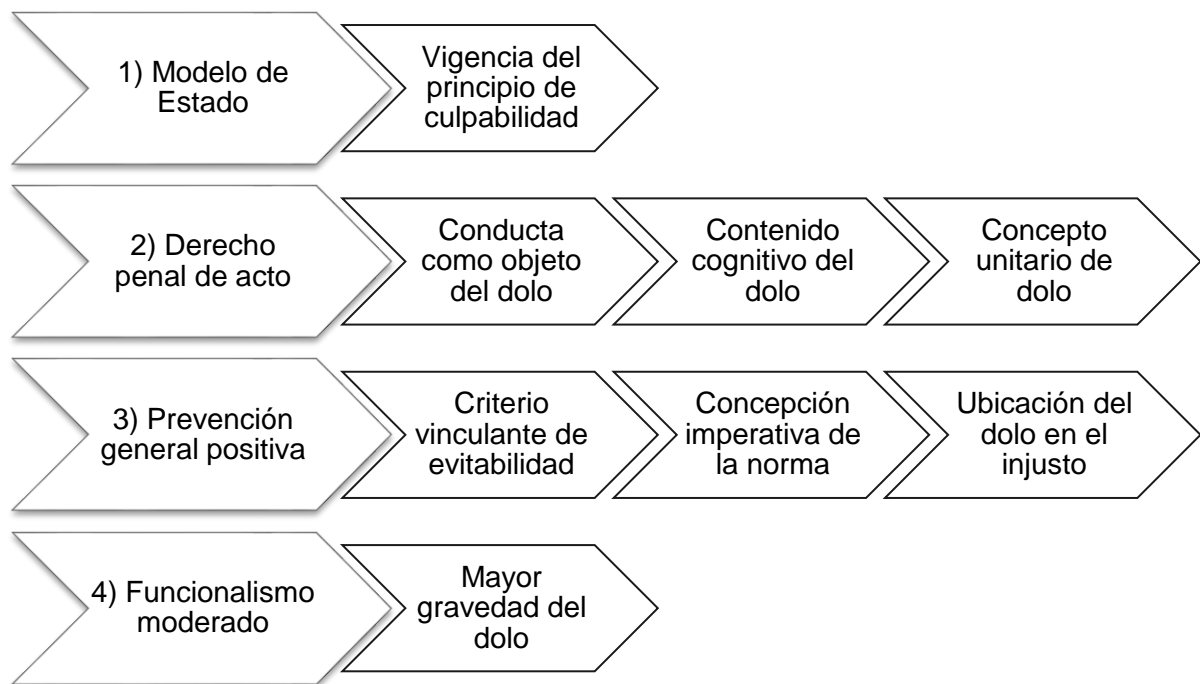 1) Modelo de
Estado
Vigencia del
principio de
culpabilidad
2) Derecho
penal de acto
Conducta
como objeto
del dolo
Contenido
cognitivo del
dolo
Concepto
unitario de
dolo
3) Prevención
general positiva
Criterio
vinculante de
evitabilidad
Concepción
imperativa de
la norma
Ubicación del
dolo en el
injusto
4) Funcionalismo
moderado
Mayor
gravedad del
dolo